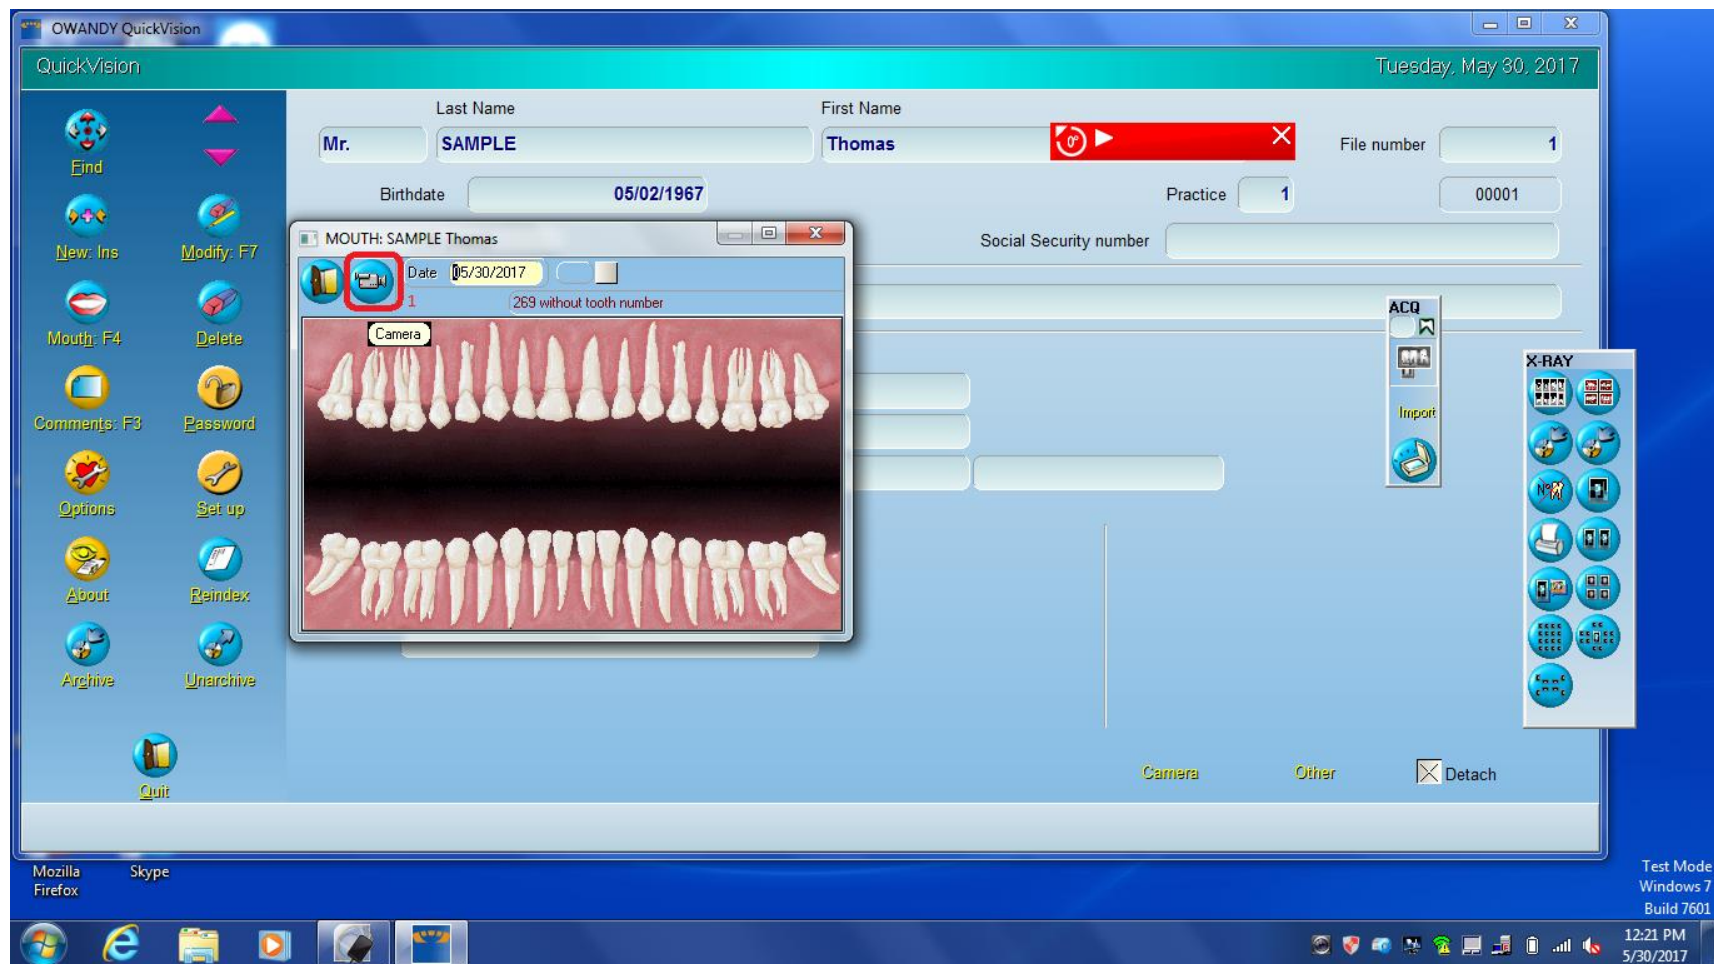 OWANDY QuickVision
QuickVision
Tuesday, May 30, 2017
Last Name
First Name
Mr.
SAMPLE
Thomas
0°
File number
1
Birthdate
05/02/1967
Practice
1
00001
Social Security number
Find
New: Ins
Modify: F7
Mouth: F4
Delete
Comments: F3
Password
Options
Set up
About
Reindex
Archive
Unarchive
Quit
MOUTH: SAMPLE Thomas
Date
05/30/2017
1
269 without tooth number
Camera
ACQ
Import
X-RAY
N°
Camera
Other
Detach
Mozilla
Firefox
Skype
Test Mode
Windows 7
Build 7601
12:21 PM
5/30/2017